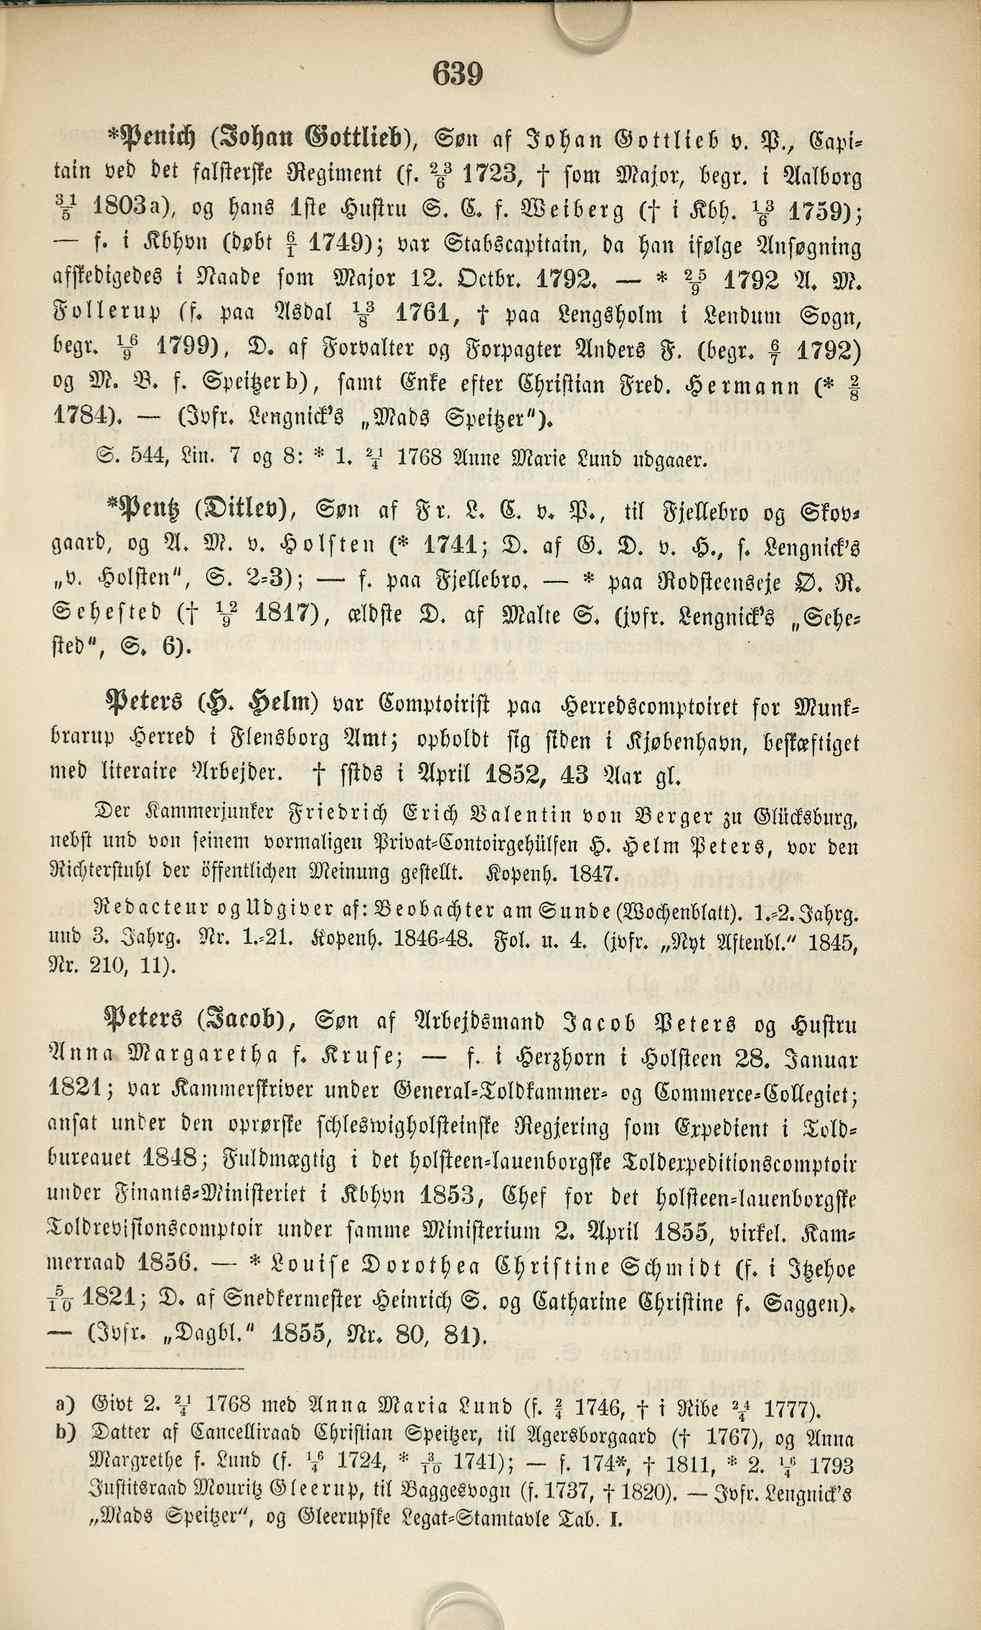 639
*Penich (Johan Gottlieb), Søn af Johan Gottlieb v. P., Capi-
tain ved det falsterske Regiment (f. 23/6 1723, † som Major, begr. i Aalborg
31/5 1803a), og hans 1ste Hustru S. C. f. Weiberg († i Kbh. 13/6 1759);
— f. i Kbhvn (døbt 6/1 1749); var Stabscapitain, da han ifølge Ansøgning
afskedigedes i Naade som Major 12. Octbr. 1792. — * 25/9 1792 A. M.
Follerup (f. paa Asdal 13/8 1761, † paa Lengsholm i Lendum Sogn,
begr. 16/9 1799), D. af Forvalter og Forpagter Anders F. (begr. 6/7 1792)
og M. B. f. Speitzer b), samt Enke efter Christian Fred. Hermann (* 2/8
1784). — (Jvfr. Lengnick's „Mads Speitzer").
S. 544, Lin. 7 og 8: * 1. 21/4 1768 Anne Marie Lund udgaaer.
*Pentz (Ditlev), Søn af Fr. L. C. v. P., til Fjellebro og Skov-
gaard, og A. M. v. Holsten (* 1741; D. af G. D. v. H., s. Lengnick's
„v. Holsten", S. 2-3); — f. paa Fjellebro. — * paa Rodsteenseje Ø. R.
Sehested († 12/9 1817), ældste D. af Malte S. (jvfr. Lengnick's „Sehe-
sted", S. 6).
Peters (H. Helm) var Comptoirist paa Herredscomptoiret for Munk-
brarup Herred i Flensborg Amt; opholdt sig siden i Kjøbenhavn, beskæftiget
med literaire Arbejder. † sstds i April 1852, 43 Aar gl.
Der Kammerjunker Friedrich Erich Valentin von Berger zu Glücksburg,
nebst und von seinem vormaligen Privat-Contoirgehülfen H. Helm Peters, vor den
Richterstuhl der öffentlichen Meinung gestellt. Kopenh. 1847.
Redacteur og Udgiver af: Beobachter am Sunde (Wochenblatt). 1.-2. Jahrg.
und 3. Jahrg. Nr. 1.-21. Kopenh. 1846-48. Fol. u. 4. (jvfr. „Nyt Aftenbl." 1845,
Nr. 210, 11).
Peters (Jacob), Søn af Arbejdsmand Jacob Peters og Hustru
Anna Margaretha f. Kruse; — f. i Herzhorn i Holsteen 28. Januar
1821; var Kammerskriver under General-Toldkammer- og Commerce-Collegiet;
ansat under den oprørske schleswigholsteinske Regjering som Expedient i Told-
bureauet 1848; Fuldmægtig i det holsteen-lauenborgske Toldexpeditionscomptoir
under Finants-Ministeriet i Kbhvn 1853, Chef for det holsteen-lauenborgske
Toldrevisionscomptoir under samme Ministerium 2. April 1855, virkel. Kam-
merraad 1856. — * Louise Dorothea Christine Schmidt (f. i Itzehoe
5/10 1821; D. af Snedkermester Heinrich S. og Catharine Christine f. Saggen).
— (Jvfr. „Dagbl." 1855, Nr. 80, 81).
a) Givt 2. 21/4 1768 med Anna Maria Lund (f. 2/4 1746, † i Ribe 24/4 1777).
b) Datter af Cancelliraad Christian Speitzer, til Agersborgaard († 1767), og Anna
Margrethe f. Lund (f. 16/4 1724, * 3/10 1741); — f. 174*, † 1811, * 2. 16/4 1793
Justitsraad Mouritz Gleerup, til Baggesvogn (f. 1737, † 1820). — Jvfr. Lengnick's
„Mads Speitzer", og Gleerupske Legat-Stamtavle Tab. I.